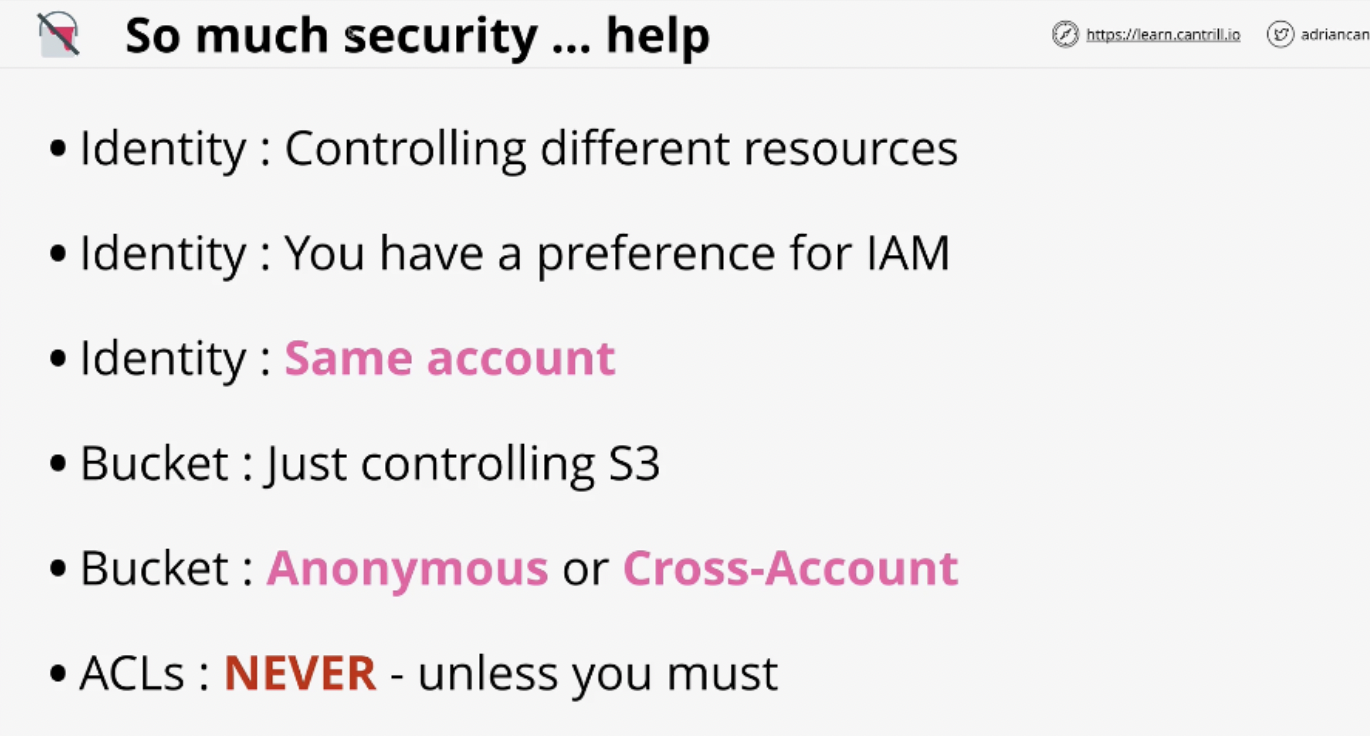 So much security ... help
https://learn.cantrill.io
adriancan
• Identity : Controlling different resources
• Identity : You have a preference for IAM
• Identity : Same account
• Bucket : Just controlling S3
• Bucket : Anonymous or Cross-Account
• ACLs : NEVER - unless you must